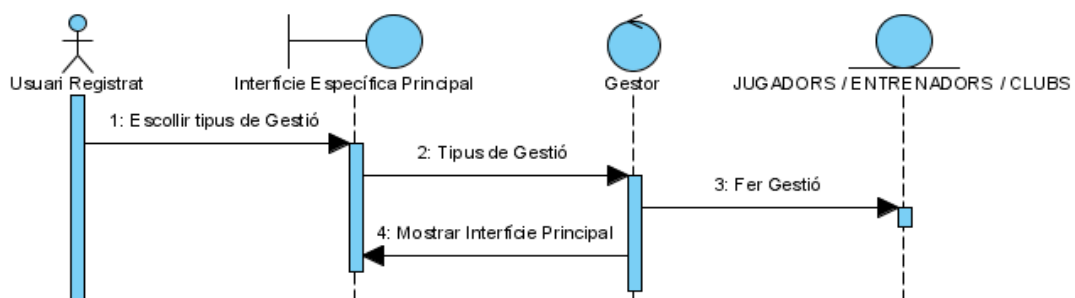 Usuari Registrat
Interfície Específica Principal
Gestor
JUGADORS / ENTRENADORS / CLUBS
1: Escollir tipus de Gestió
2: Tipus de Gestió
3: Fer Gestió
4: Mostrar Interfície Principal